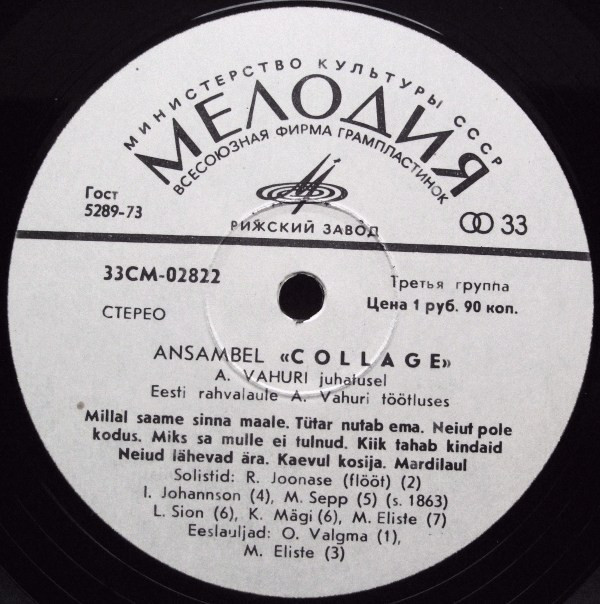 МИНИСТЕРСТВО КУЛЬТУРЫ СССР
МЕЛОДИЯ
ВСЕСОЮЗНАЯ ФИРМА ГРАМПЛАСТИНОК
Гост
5289-73
РИЖСКИЙ ЗАВОД
33
33СМ-02822
Третья группа
Цена 1 руб. 90 коп.
СТЕРЕО
ANSAMBEL «COLLAGE»
A. VAHURI juhatusel
Eesti rahvalaule A. Vahuri töötluses
Millal saame sinna maale. Tütar nutab ema. Neiut pole
kodus. Miks sa mulle ei tulnud. Kiik tahab kindaid
Neiud lähevad ära. Kaevul kosija. Mardilaul
Solistid: R. Joonase (flööt) (2)
I. Johannson (4), M. Sepp (5) (s. 1863)
L. Sion (6), K. Mägi (6), M. Eliste (7)
Eeslauljad: O. Valgma (1),
M. Eliste (3)